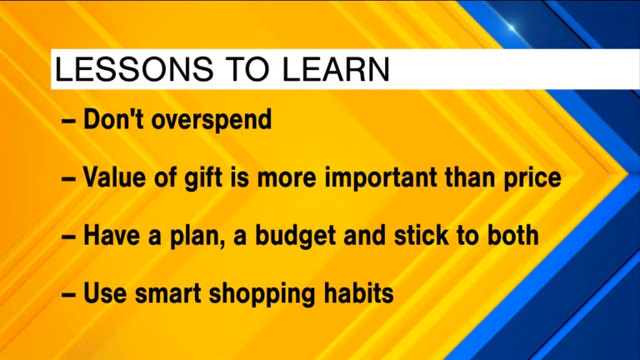 LESSONS TO LEARN
– Don't overspend
– Value of gift is more important than price
– Have a plan, a budget and stick to both
– Use smart shopping habits